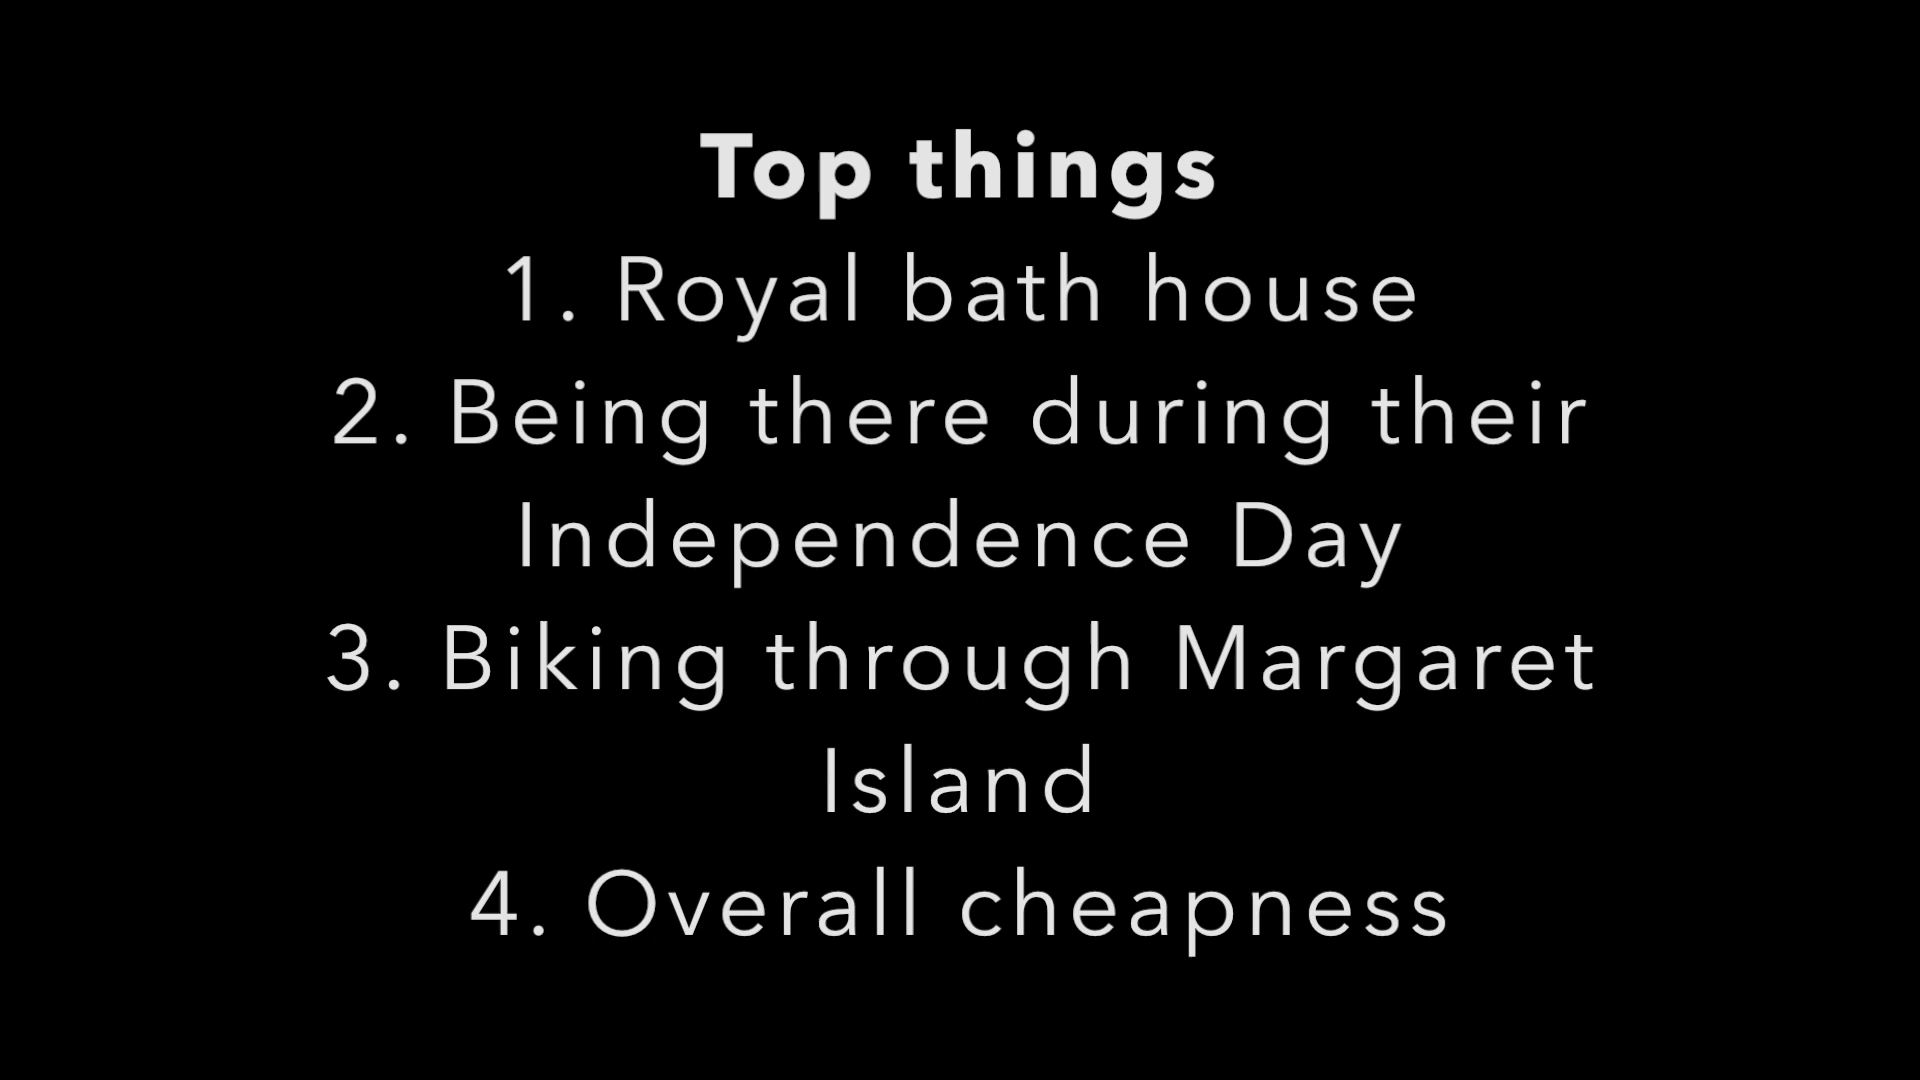 Top things
1. Royal bath house
2. Being there during their
Independence Day
3. Biking through Margaret
Island
4. Overall cheapness